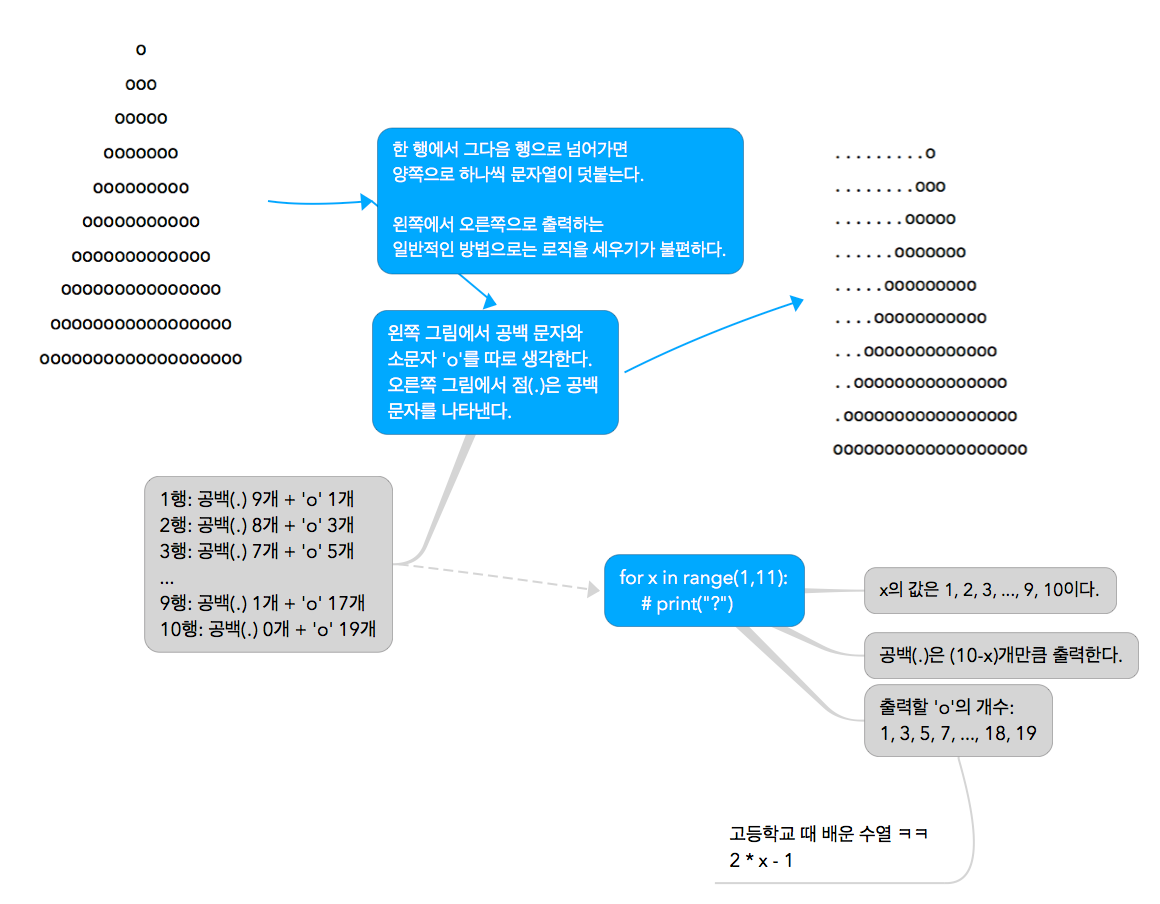 o
ooo
ooooo
ooooooo
ooooooooo
ooooooooooo
ooooooooooooo
ooooooooooooooo
ooooooooooooooooo
ooooooooooooooooooo
한 행에서 그다음 행으로 넘어가면
양쪽으로 하나씩 문자열이 덧붙는다.
왼쪽에서 오른쪽으로 출력하는
일반적인 방법으로는 로직을 세우기가 불편하다.
왼쪽 그림에서 공백 문자와
소문자 'o'를 따로 생각한다.
오른쪽 그림에서 점(.)은 공백
문자를 나타낸다.
.........o
........ooo
.......ooooo
......ooooooo
.....ooooooooo
....ooooooooooo
...ooooooooooooo
..ooooooooooooooo
.ooooooooooooooooo
ooooooooooooooooooo
1행: 공백(.) 9개 + 'o' 1개
2행: 공백(.) 8개 + 'o' 3개
3행: 공백(.) 7개 + 'o' 5개
...
9행: 공백(.) 1개 + 'o' 17개
10행: 공백(.) 0개 + 'o' 19개
for x in range(1,11):
# print("?")
x의 값은 1, 2, 3, ..., 9, 10이다.
공백(.)은 (10-x)개만큼 출력한다.
출력할 'o'의 개수:
1, 3, 5, 7, ..., 18, 19
고등학교 때 배운 수열 ㅋㅋ
2 * x - 1